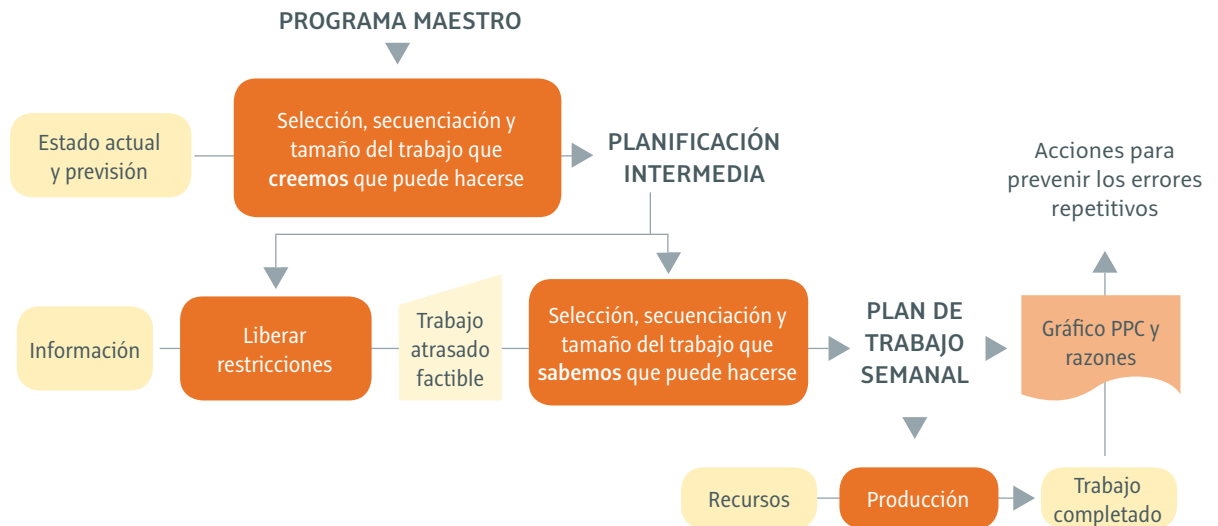 PROGRAMA MAESTRO
Estado actual
y previsión
Selección, secuenciación y
tamaño del trabajo que
creemos que puede hacerse
PLANIFICACIÓN
INTERMEDIA
Acciones para
prevenir los errores
repetitivos
Información
Liberar
restricciones
Trabajo
atrasado
factible
Selección, secuenciación y
tamaño del trabajo que
sabemos que puede hacerse
PLAN DE
TRABAJO
SEMANAL
Gráfico PPC y
razones
Recursos
Producción
Trabajo
completado